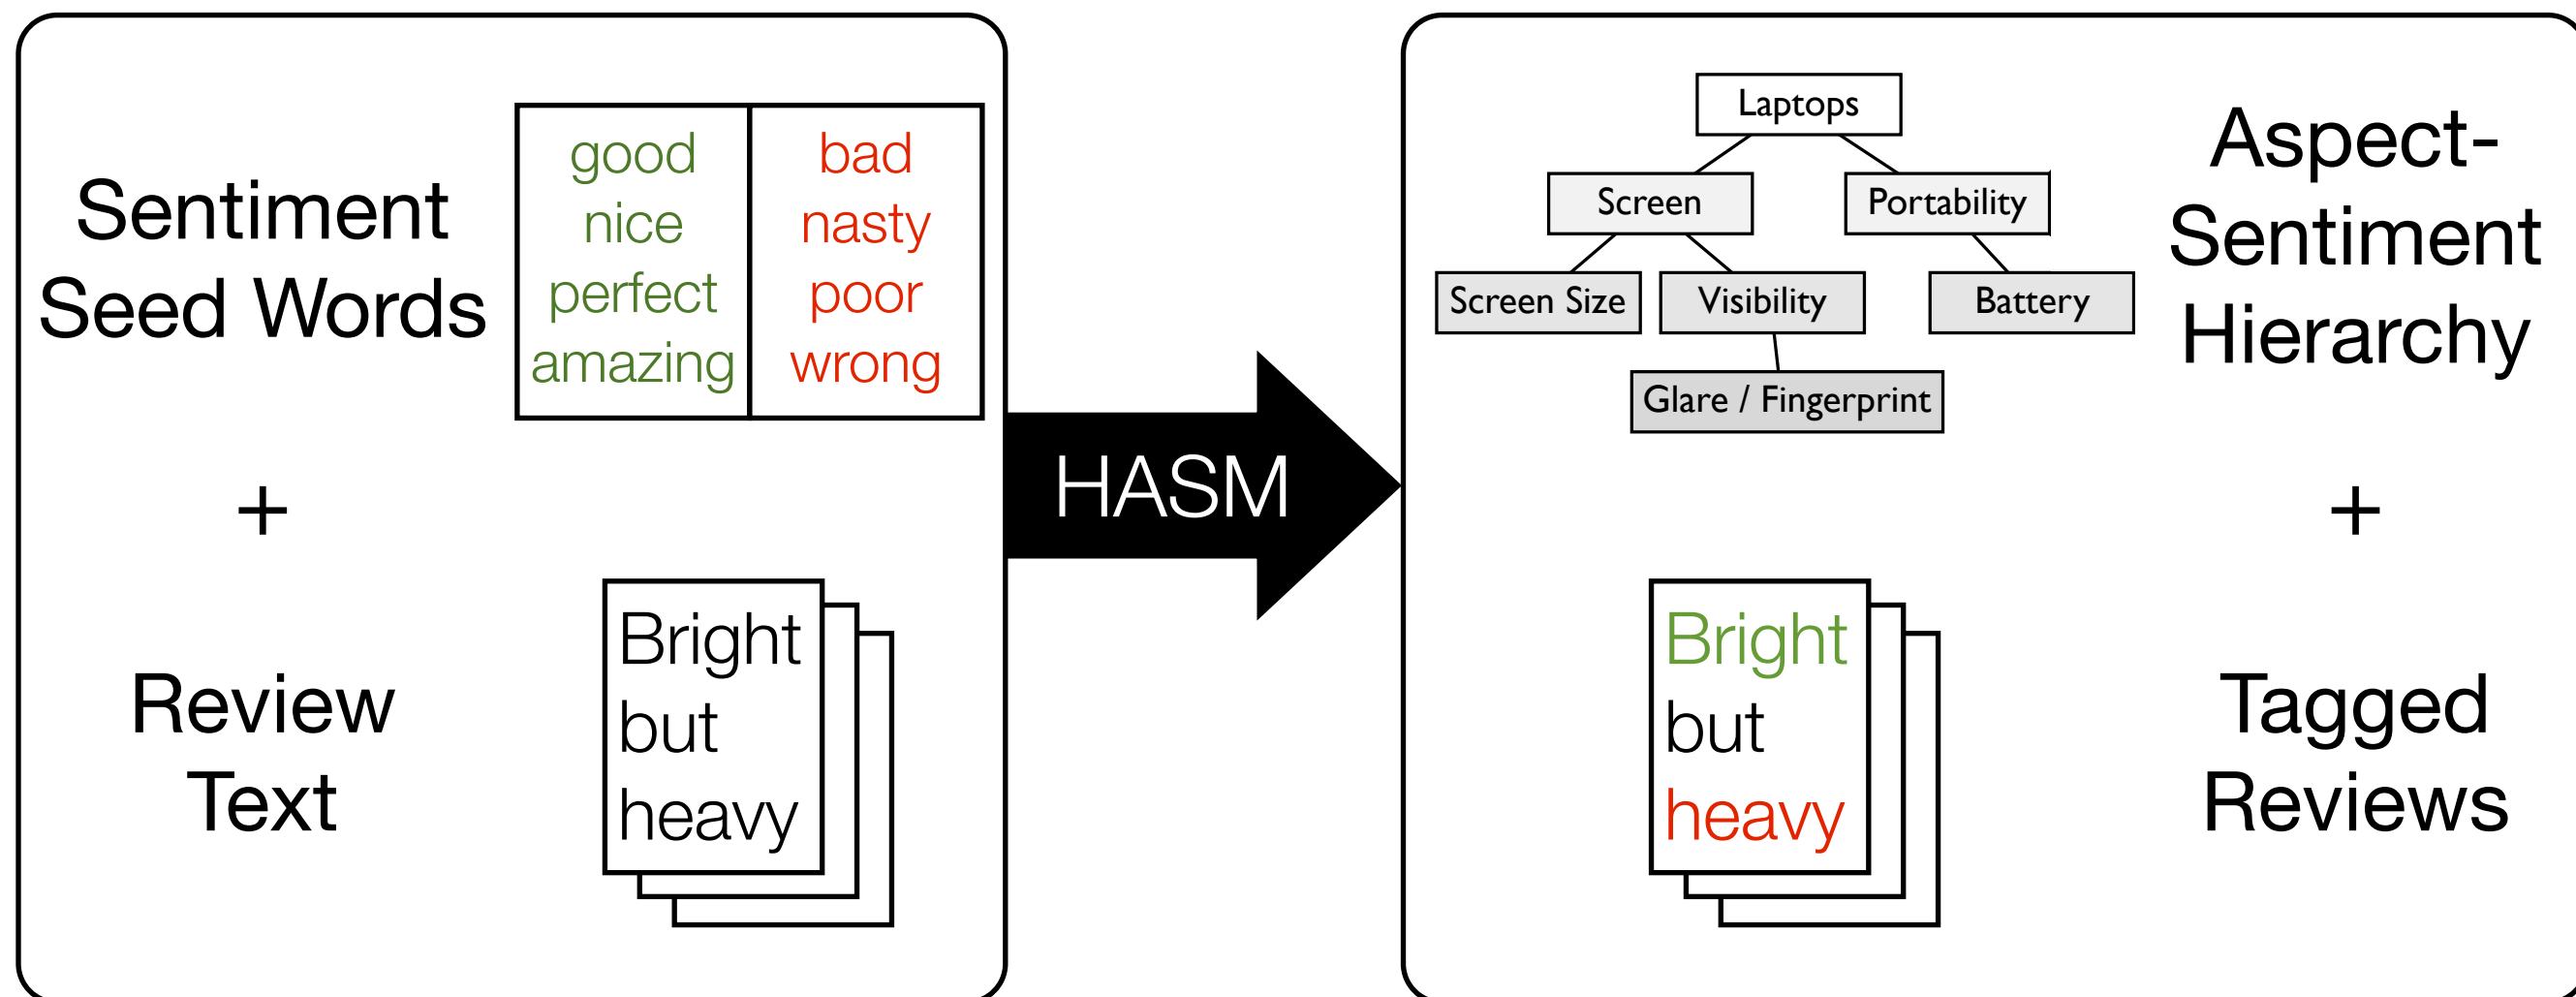 Sentiment
Seed Words
good
nice
perfect
amazing
bad
nasty
poor
wrong
+
Review
Text
Bright
but
heavy
HASM
Laptops
Screen
Portability
Screen Size
Visibility
Battery
Glare / Fingerprint
Aspect-
Sentiment
Hierarchy
+
Bright
but
heavy
Tagged
Reviews